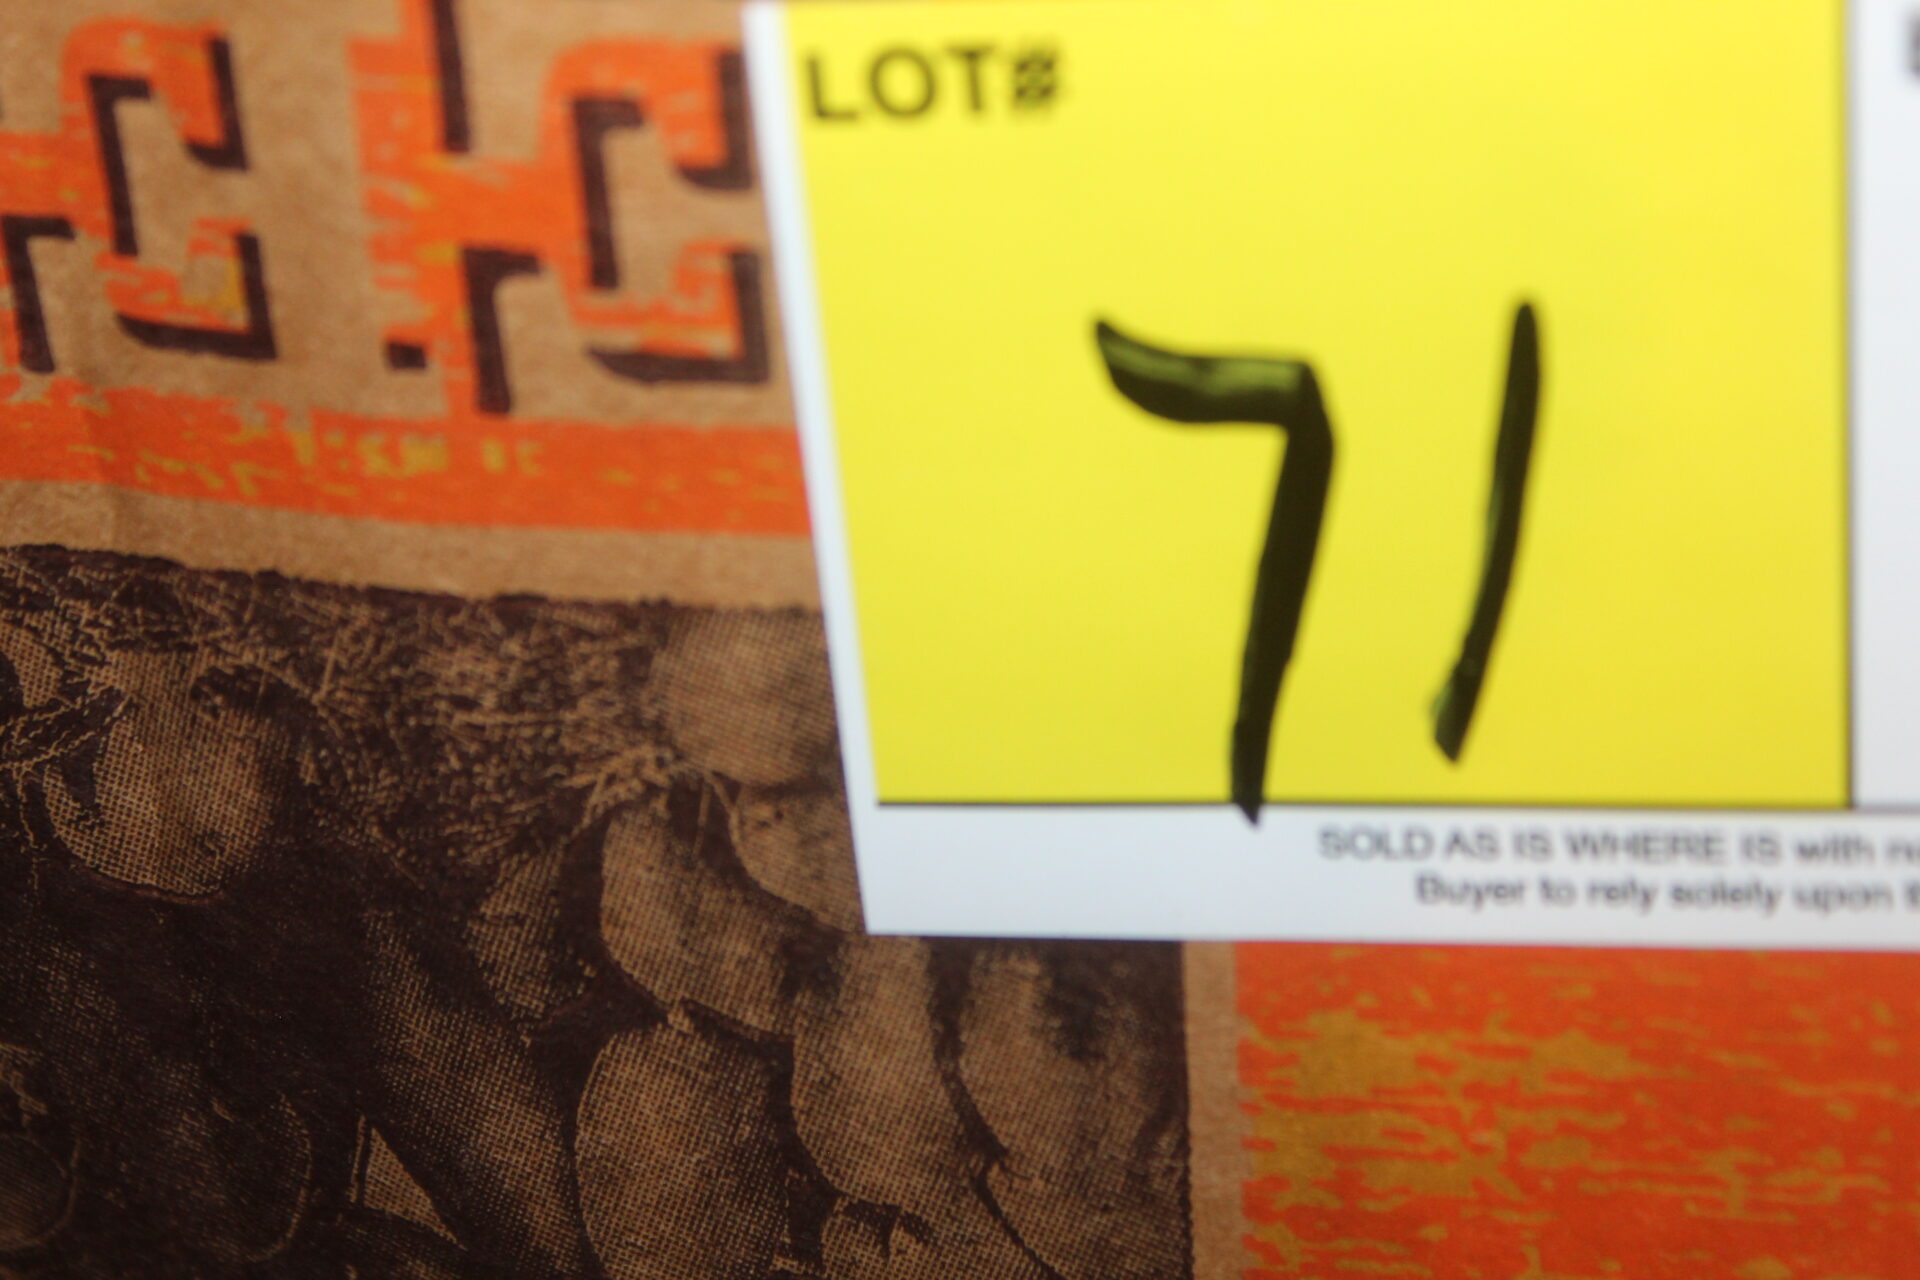 LOT#
71
SOLD AS IS WHERE IS with
Buyer to rely solely upon